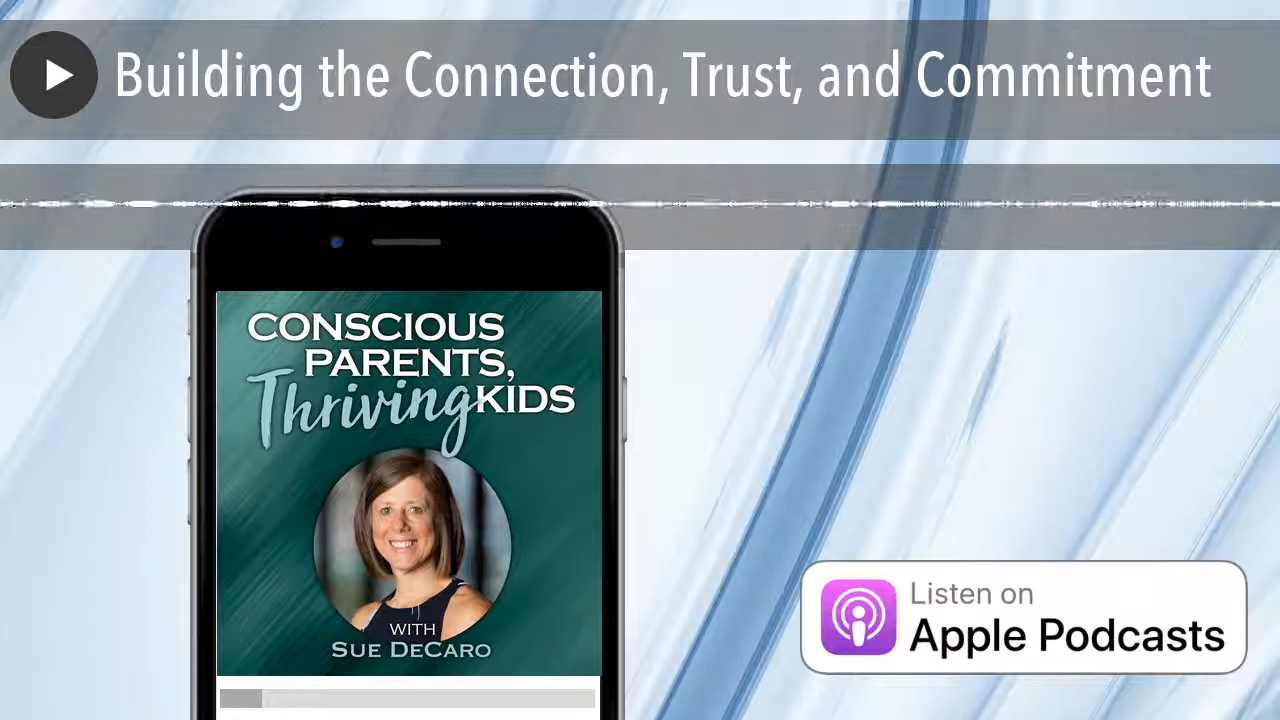 Building the Connection, Trust, and Commitment
CONSCIOUS
PARENTS,
Thriving KIDS
WITH
SUE DECARO
Listen on
Apple Podcasts